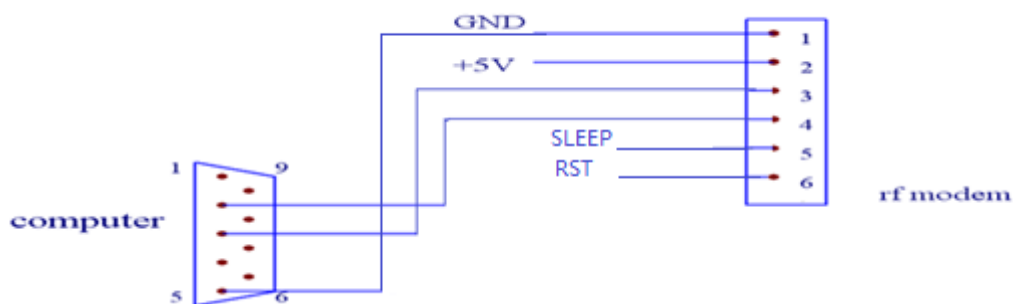 GND
1
+5V
2
3
4
SLEEP
5
RST
6
rf modem
1 9
computer
5 6